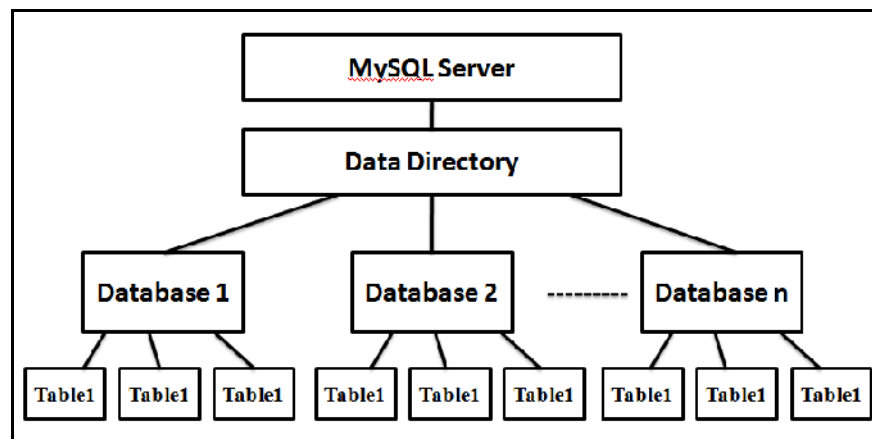 MySQL Server
Data Directory
Database 1 Database 2 ---------- Database n
Table1 Table1 Table1 Table1 Table1 Table1 Table1 Table1 Table1